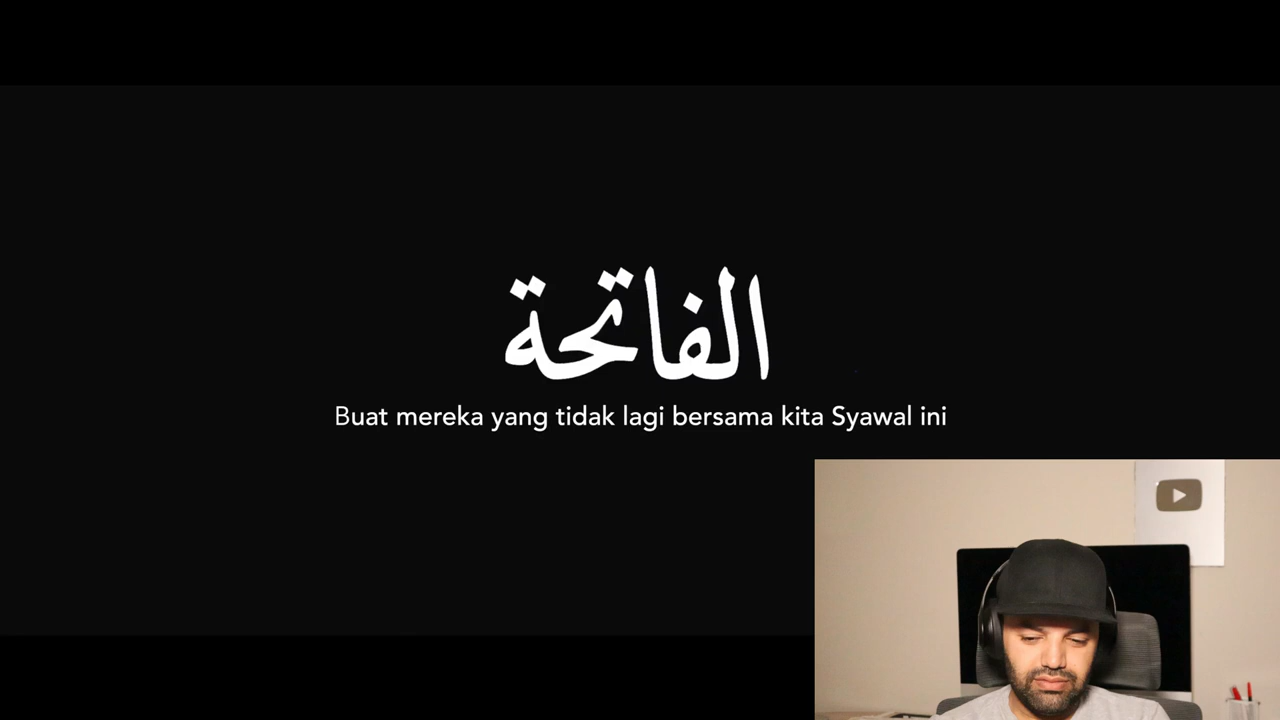 الفاتحة
Buat mereka yang tidak lagi bersama kita Syawal ini